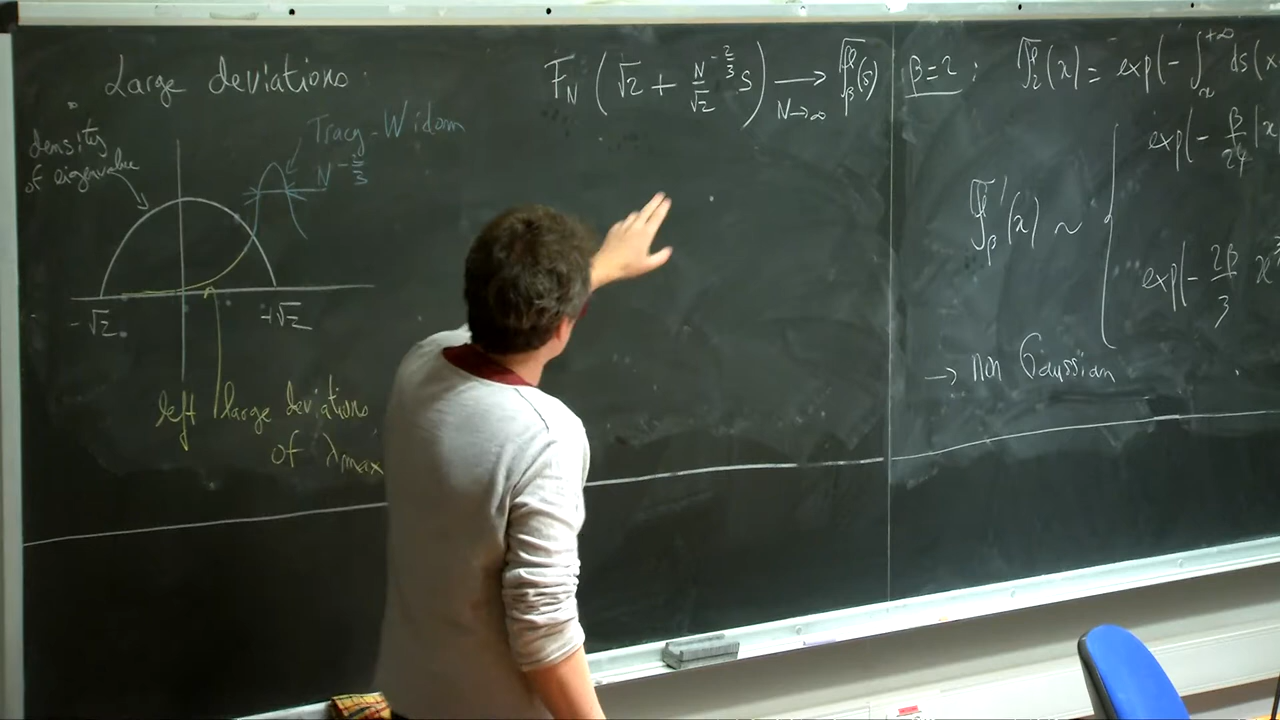 Large deviations.
density
of eigenvalue
Tracy-Widom
N^{-2/3}
-√2
+√2
left large deviations
of λmax
F_N (√2 + N^{-2/3}/√2 s) ⟶_{N→∞} ℱ_β(s)
β=2 : ℱ_2(x) = exp(-∫_x^{+∞} ds(x
ℱ'_β(x) ~ {
exp(- β/24 |x|
exp(- 2β/3 x
→ non Gaussian